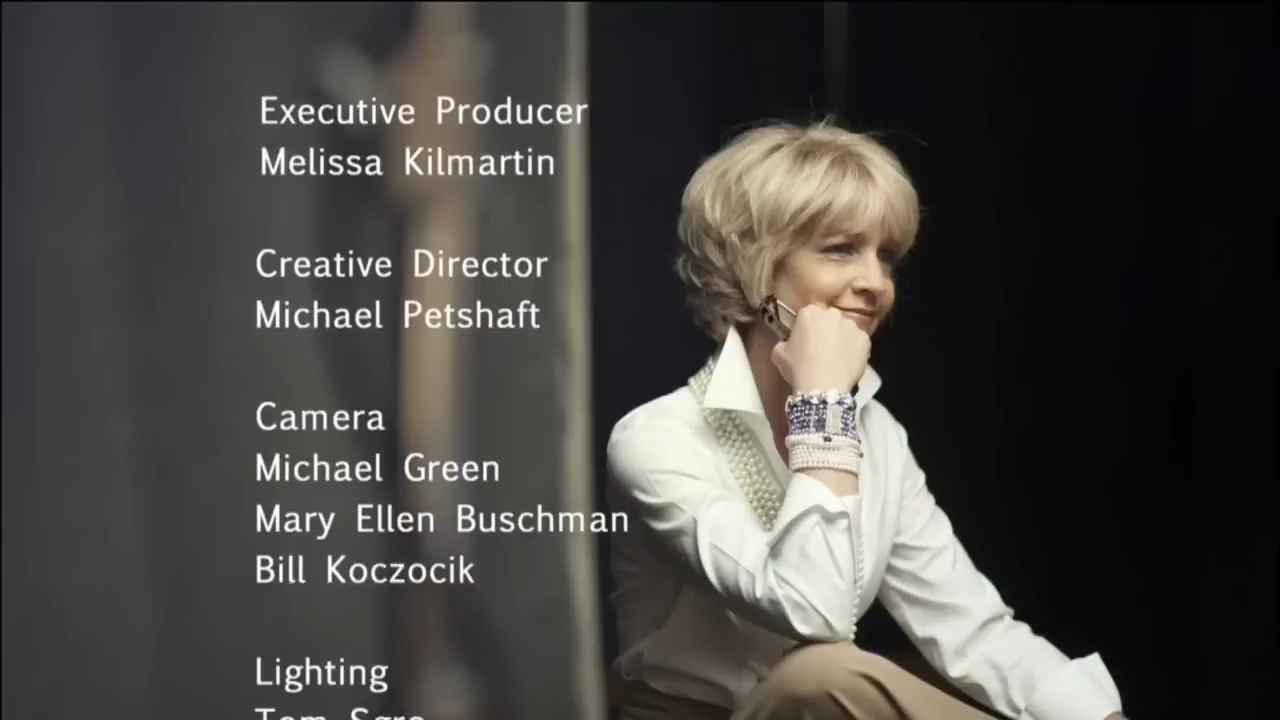 Executive Producer
Melissa Kilmartin
Creative Director
Michael Petshaft
Camera
Michael Green
Mary Ellen Buschman
Bill Koczocik
Lighting